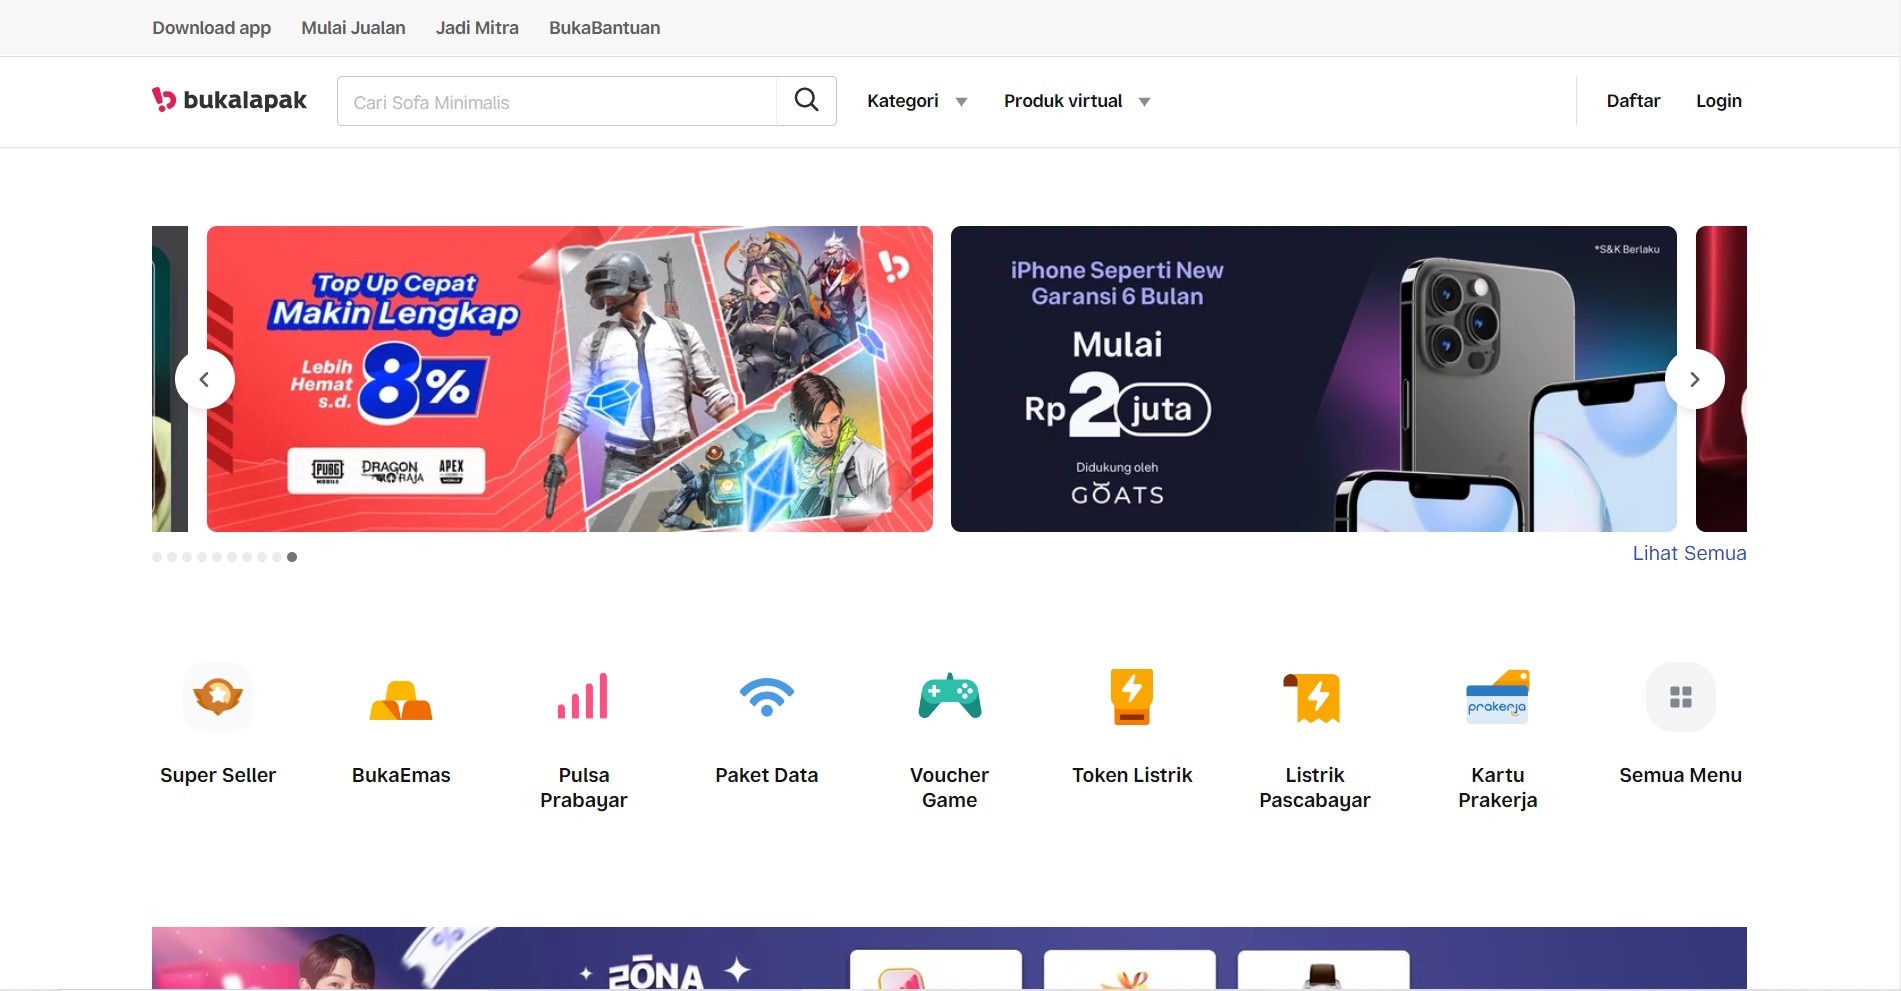 Download app Mulai Jualan Jadi Mitra BukaBantuan
bukalapak
Cari Sofa Minimalis
Kategori
Produk virtual
Daftar
Login
Top Up Cepat
Makin Lengkap
Lebih
Hemat
s.d.
8%
PUBG
MOBILE
DRAGON
RAJA
APEX
MOBILE
*S&K Berlaku
iPhone Seperti New
Garansi 6 Bulan
Mulai
Rp 2 juta
Didukung oleh
GOATS
Lihat Semua
Super Seller
BukaEmas
Pulsa
Prabayar
Paket Data
Voucher
Game
Token Listrik
Listrik
Pascabayar
prakerja
Kartu
Prakerja
Semua Menu
%
ZONA